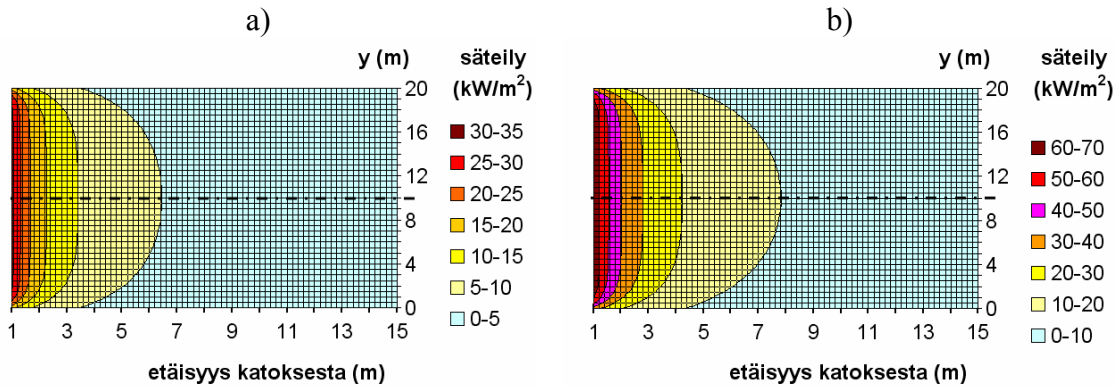 a)
y (m)
säteily
(kW/m²)
20
16
12
8
4
0
30-35
25-30
20-25
15-20
10-15
5-10
0-5
1 3 5 7 9 11 13 15
etäisyys katoksesta (m)
b)
y (m)
säteily
(kW/m²)
20
16
12
8
4
0
60-70
50-60
40-50
30-40
20-30
10-20
0-10
1 3 5 7 9 11 13 15
etäisyys katoksesta (m)